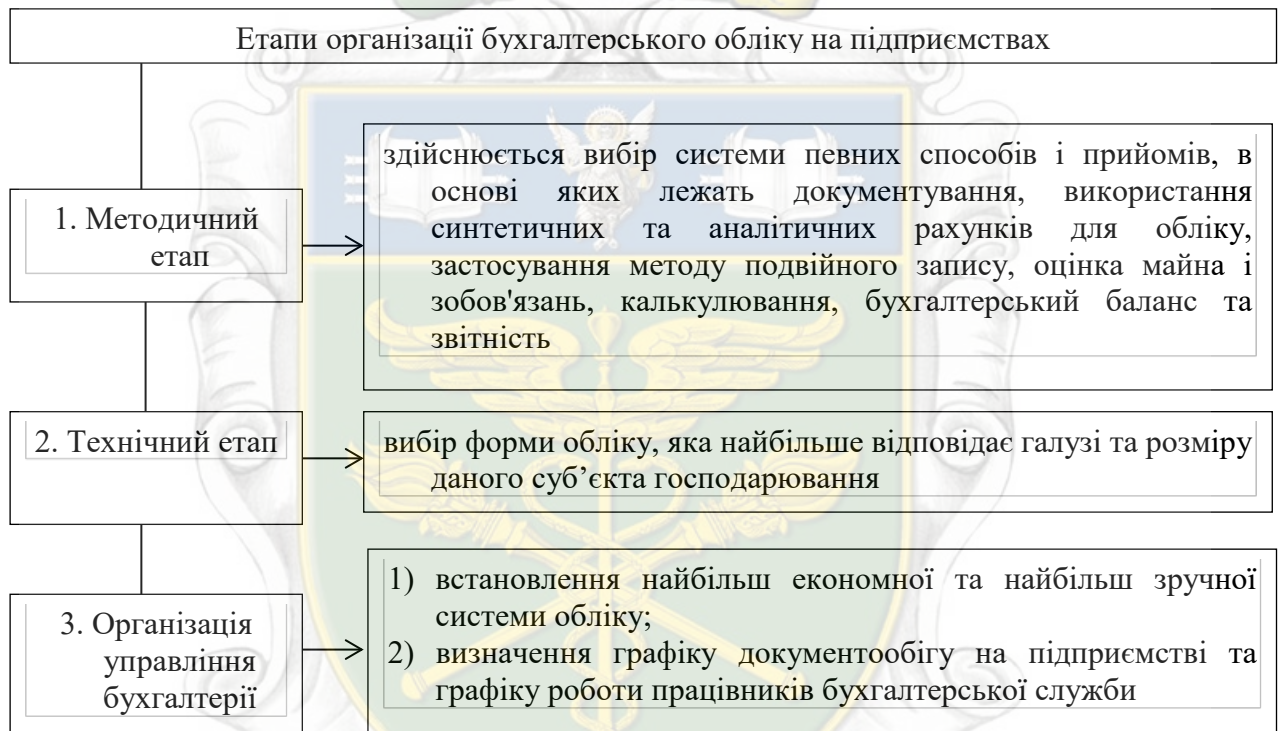 Етапи організації бухгалтерського обліку на підприємствах
1. Методичний
етап
здійснюється вибір системи певних способів і прийомів, в
основі яких лежать документування, використання
синтетичних та аналітичних рахунків для обліку,
застосування методу подвійного запису, оцінка майна і
зобов'язань, калькулювання, бухгалтерський баланс та
звітність
2. Технічний етап
вибір форми обліку, яка найбільше відповідає галузі та розміру
даного суб’єкта господарювання
3. Організація
управління
бухгалтерії
1) встановлення найбільш економної та найбільш зручної
системи обліку;
2) визначення графіку документообігу на підприємстві та
графіку роботи працівників бухгалтерської служби